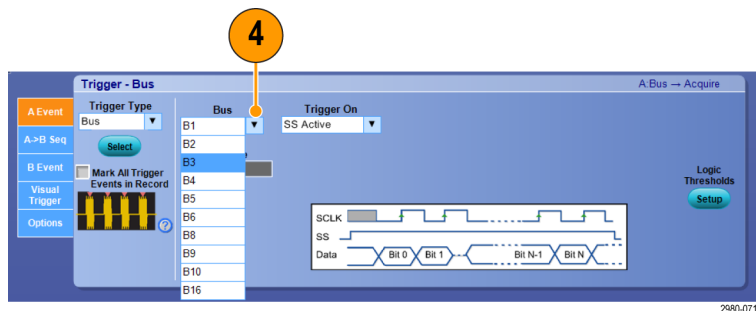 4
Trigger - Bus
A:Bus → Acquire
A Event
A->B Seq
B Event
Visual
Trigger
Options
Trigger Type
Bus
Select
Mark All Trigger
Events in Record
?
Bus
B1
B2
B3
B4
B5
B6
B8
B9
B10
B16
Trigger On
SS Active
SCLK
SS
Data
Bit 0
Bit 1
Bit N-1
Bit N
Logic
Thresholds
Setup
2980-071